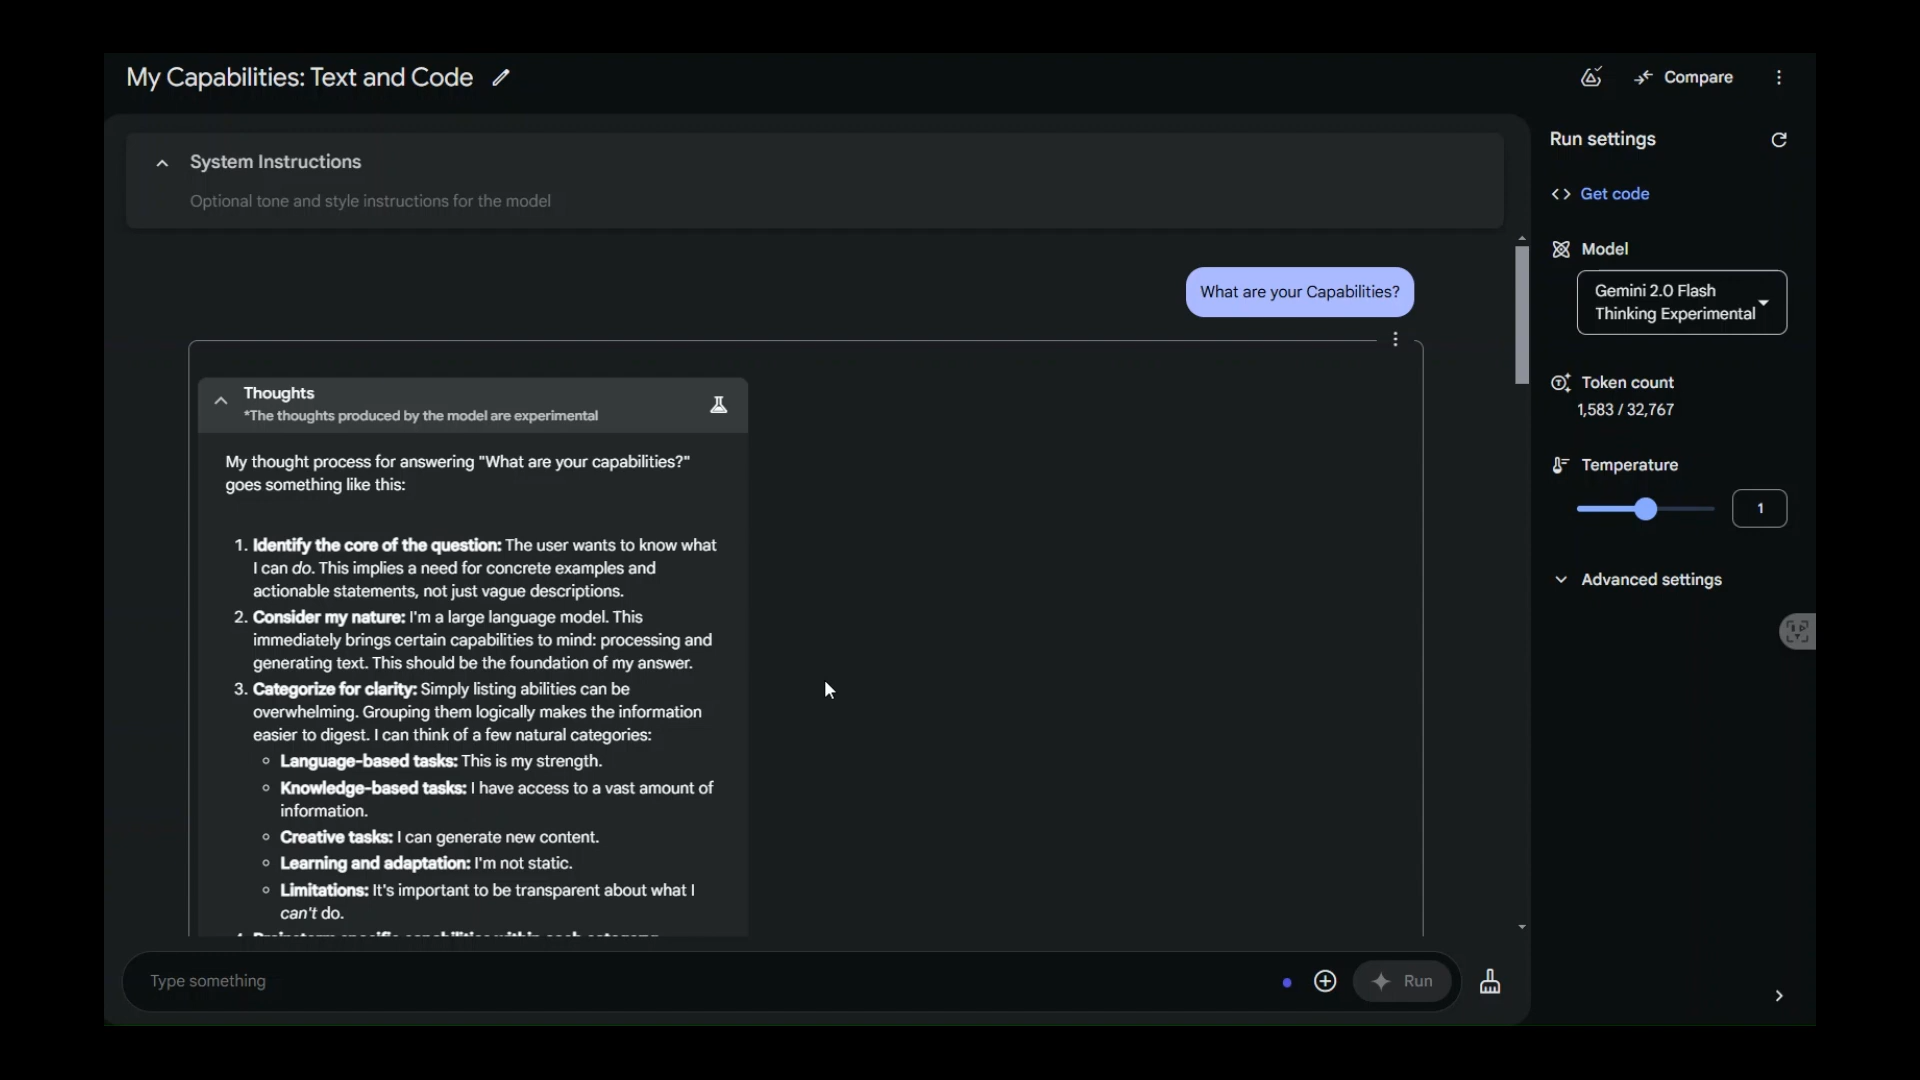 My Capabilities: Text and Code
Compare
System Instructions
Optional tone and style instructions for the model
What are your Capabilities?
Thoughts
*The thoughts produced by the model are experimental
My thought process for answering "What are your capabilities?"
goes something like this:
1. Identify the core of the question: The user wants to know what
I can do. This implies a need for concrete examples and
actionable statements, not just vague descriptions.
2. Consider my nature: I'm a large language model. This
immediately brings certain capabilities to mind: processing and
generating text. This should be the foundation of my answer.
3. Categorize for clarity: Simply listing abilities can be
overwhelming. Grouping them logically makes the information
easier to digest. I can think of a few natural categories:
Language-based tasks: This is my strength.
Knowledge-based tasks: I have access to a vast amount of
information.
Creative tasks: I can generate new content.
Learning and adaptation: I'm not static.
Limitations: It's important to be transparent about what I
can't do.
Type something
Run
Run settings
Get code
Model
Gemini 2.0 Flash
Thinking Experimental
Token count
1,583 / 32,767
Temperature
1
Advanced settings